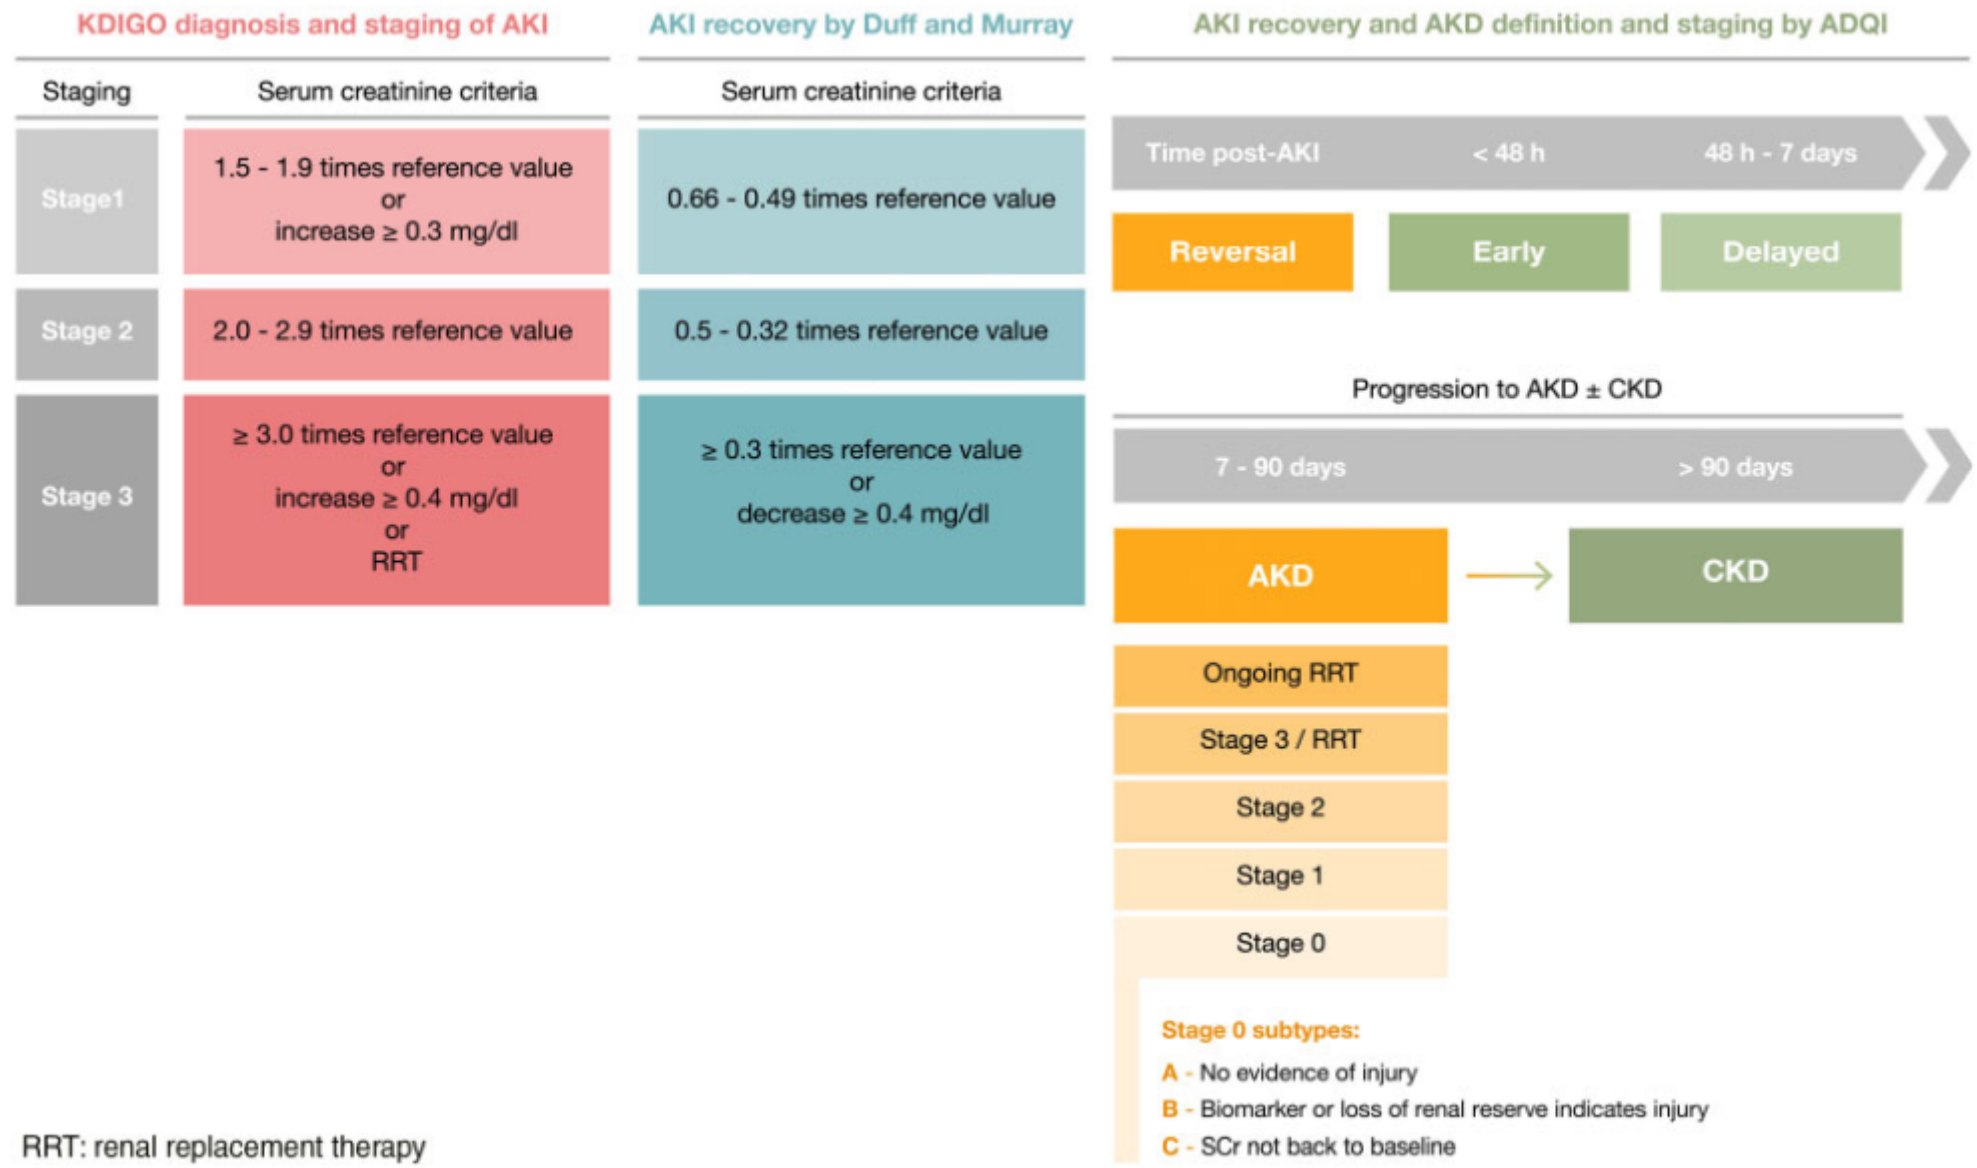 KDIGO diagnosis and staging of AKI
Staging
Serum creatinine criteria
Stage1
1.5 - 1.9 times reference value
or
increase ≥ 0.3 mg/dl
Stage 2
2.0 - 2.9 times reference value
Stage 3
≥ 3.0 times reference value
or
increase ≥ 0.4 mg/dl
or
RRT
AKI recovery by Duff and Murray
Serum creatinine criteria
0.66 - 0.49 times reference value
0.5 - 0.32 times reference value
≥ 0.3 times reference value
or
decrease ≥ 0.4 mg/dl
AKI recovery and AKD definition and staging by ADQI
Time post-AKI < 48 h 48 h - 7 days
Reversal Early Delayed
Progression to AKD ± CKD
7 - 90 days > 90 days
AKD CKD
Ongoing RRT
Stage 3 / RRT
Stage 2
Stage 1
Stage 0
Stage 0 subtypes:
A - No evidence of injury
B - Biomarker or loss of renal reserve indicates injury
C - SCr not back to baseline
RRT: renal replacement therapy